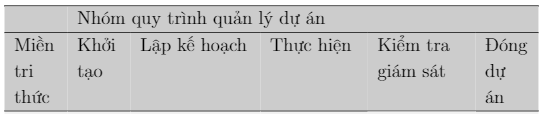 Nhóm quy trình quản lý dự án
Miền tri thức Khởi tạo Lập kế hoạch Thực hiện Kiểm tra giám sát Đóng dự án